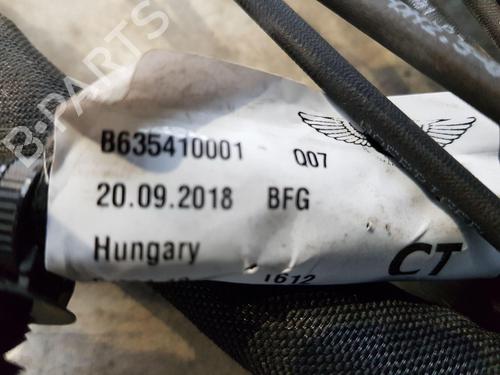 B-PARTS
B635410001 Q07
20.09.2018 BFG
Hungary
1612 CT